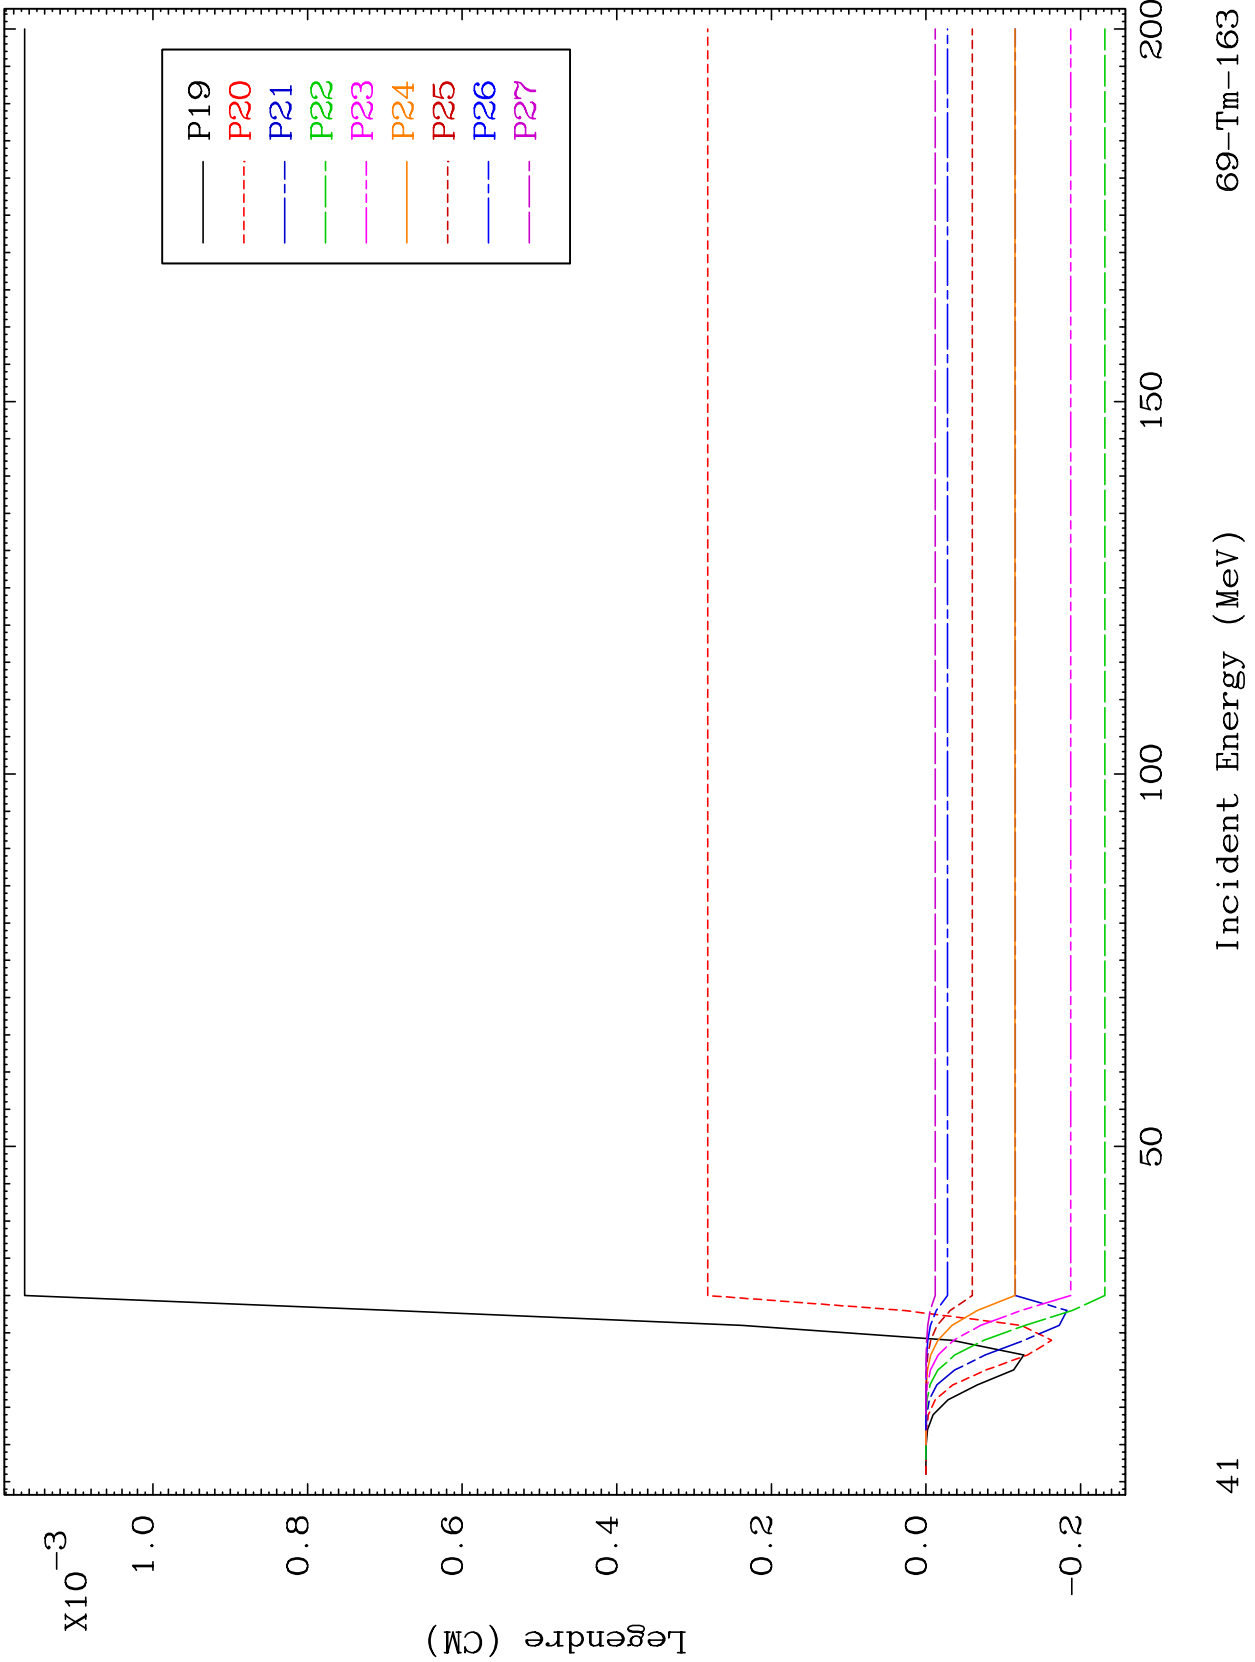 X10-3
1.0
0.8
0.6
0.4
0.2
0.0
-0.2
Legendre (CM)
P19
P20
P21
P22
P23
P24
P25
P26
P27
50
100
150
200
41
Incident Energy (MeV)
69-Tm-163